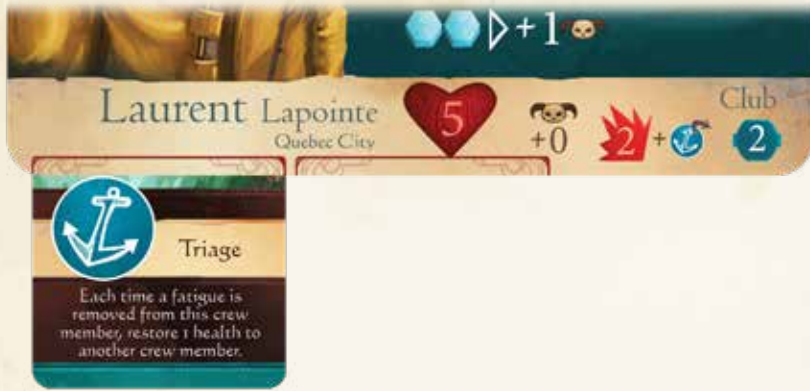 +1
Laurent Lapointe
Quebec City
5
+0
2+
Club
2
Triage
Each time a fatigue is
removed from this crew
member, restore 1 health to
another crew member.